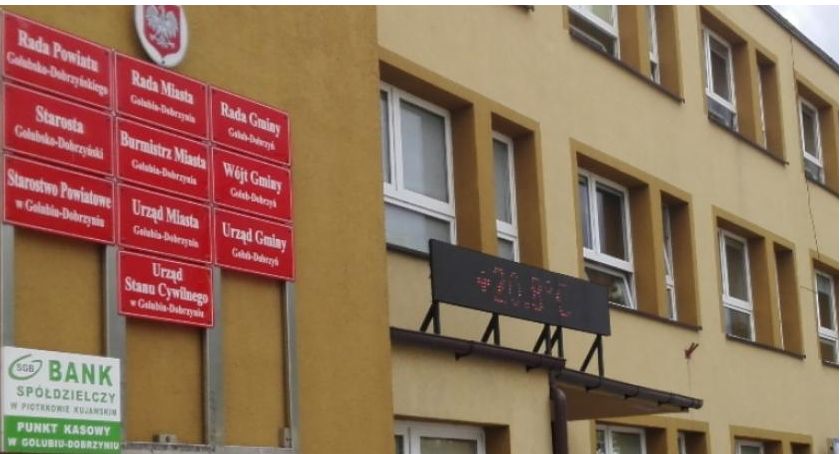 Rada Powiatu
Golubsko-Dobrzyńskiego
Starosta
Golubsko-Dobrzyński
Starostwo Powiatowe
w Golubiu-Dobrzyniu
Rada Miasta
Golubia-Dobrzynia
Burmistrz Miasta
Golubia-Dobrzynia
Urząd Miasta
Golubia-Dobrzynia
Urząd
Stanu Cywilnego
w Golubiu-Dobrzyniu
Rada Gminy
Golub-Dobrzyń
Wójt Gminy
Golub-Dobrzyń
Urząd Gminy
Golub-Dobrzyń
SGB BANK
SPÓŁDZIELCZY
W PIOTRKOWIE KUJAWSKIM
PUNKT KASOWY
W GOLUBIU-DOBRZYNIU
+20.8°C